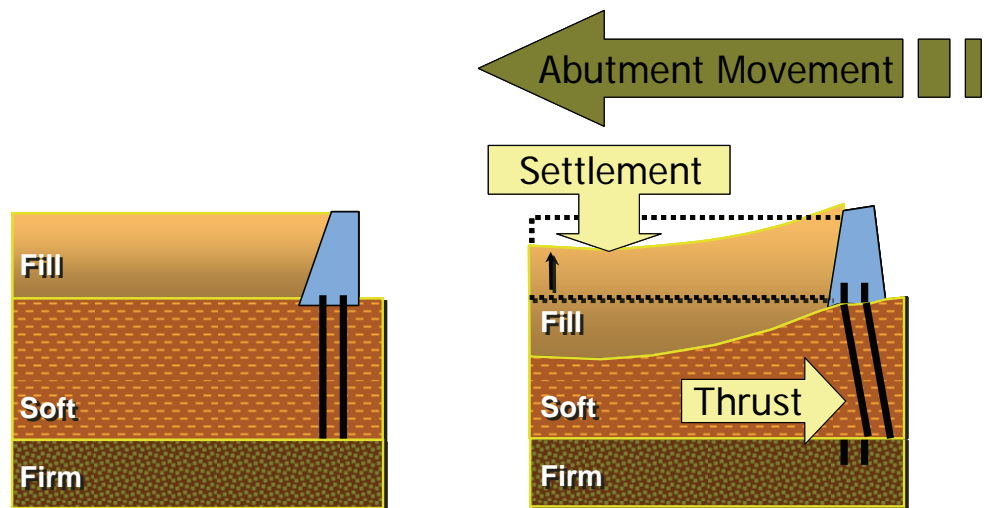 Abutment Movement
Settlement
Fill
Soft
Firm
Fill
Soft
Thrust
Firm